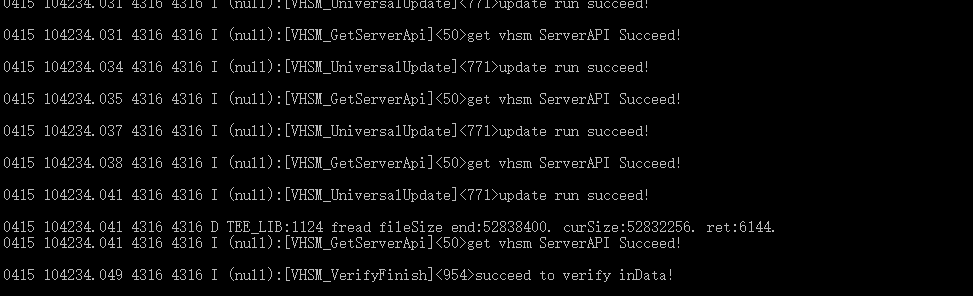 0415 104234.031 4316 4316 I (null):[VHSM_UniversalUpdate]<771>update run succeed!
0415 104234.031 4316 4316 I (null):[VHSM_GetServerApi]<50>get vhsm ServerAPI Succeed!
0415 104234.034 4316 4316 I (null):[VHSM_UniversalUpdate]<771>update run succeed!
0415 104234.035 4316 4316 I (null):[VHSM_GetServerApi]<50>get vhsm ServerAPI Succeed!
0415 104234.037 4316 4316 I (null):[VHSM_UniversalUpdate]<771>update run succeed!
0415 104234.038 4316 4316 I (null):[VHSM_GetServerApi]<50>get vhsm ServerAPI Succeed!
0415 104234.041 4316 4316 I (null):[VHSM_UniversalUpdate]<771>update run succeed!
0415 104234.041 4316 4316 D TEE_LIB:1124 fread fileSize end:52838400. curSize:52832256. ret:6144.
0415 104234.041 4316 4316 I (null):[VHSM_GetServerApi]<50>get vhsm ServerAPI Succeed!
0415 104234.049 4316 4316 I (null):[VHSM_VerifyFinish]<954>succeed to verify inData!